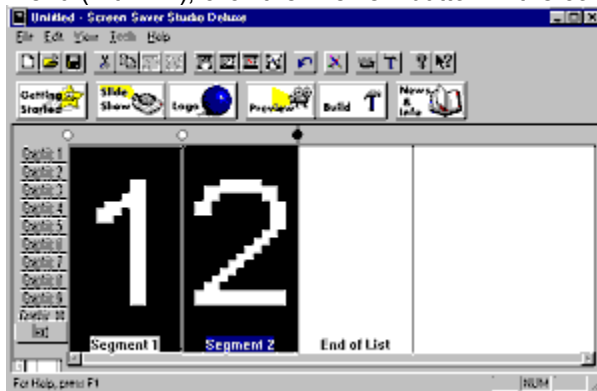 Untitled - Screen Saver Studio Deluxe
File Edit View Tools Help
T
Getting Started
Slide Show
Logo
Preview
Build
News & Info
Graphic 1
Graphic 2
Graphic 3
Graphic 4
Graphic 5
Graphic 6
Graphic 7
Graphic 8
Graphic 9
Graphic 10
Text
1
2
Segment 1
Segment 2
End of List
For Help, press F1
NUM